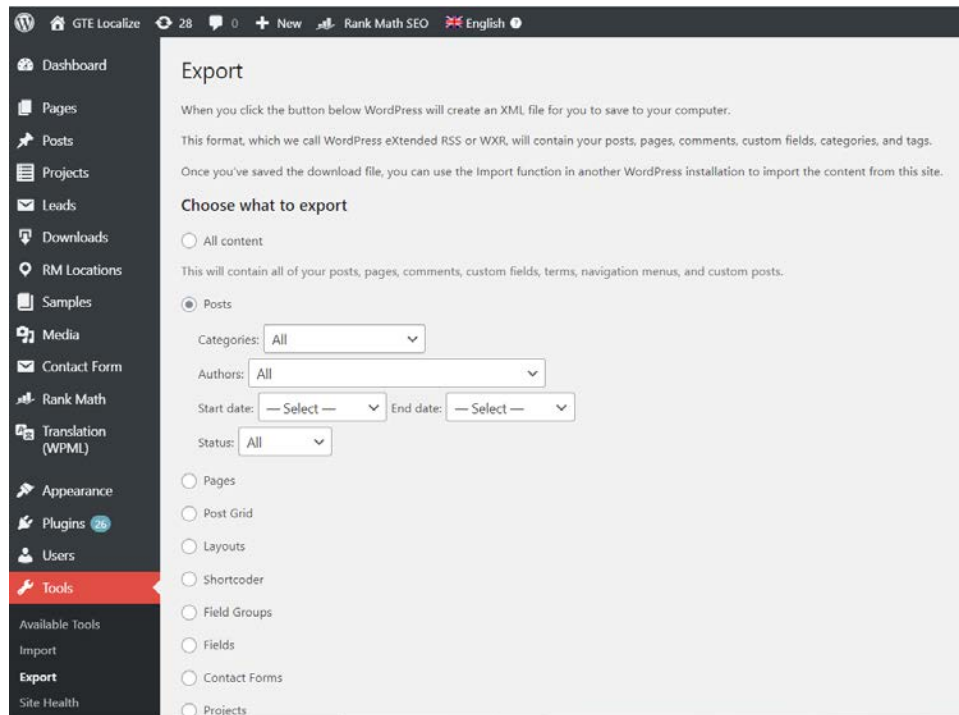 GTE Localize 28 0 New Rank Math SEO English
Dashboard
Pages
Posts
Projects
Leads
Downloads
RM Locations
Samples
Media
Contact Form
Rank Math
Translation
(WPML)
Appearance
Plugins 26
Users
Tools
Available Tools
Import
Export
Site Health
Export
When you click the button below WordPress will create an XML file for you to save to your computer.
This format, which we call WordPress eXtended RSS or WXR, will contain your posts, pages, comments, custom fields, categories, and tags.
Once you've saved the download file, you can use the Import function in another WordPress installation to import the content from this site.
Choose what to export
All content
This will contain all of your posts, pages, comments, custom fields, terms, navigation menus, and custom posts.
Posts
Categories: All
Authors: All
Start date: — Select — End date: — Select —
Status: All
Pages
Post Grid
Layouts
Shortcoder
Field Groups
Fields
Contact Forms
Projects